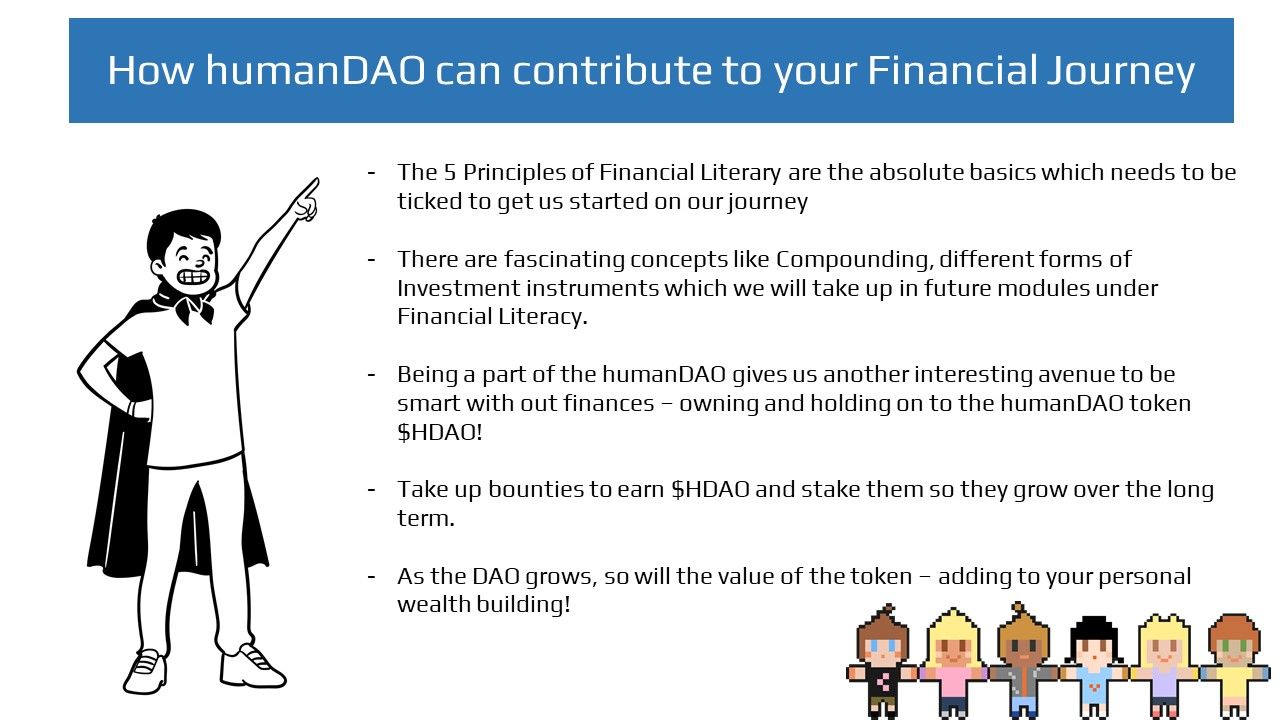 How humanDAO can contribute to your Financial Journey
- The 5 Principles of Financial Literary are the absolute basics which needs to be
ticked to get us started on our journey
- There are fascinating concepts like Compounding, different forms of
Investment instruments which we will take up in future modules under
Financial Literacy.
- Being a part of the humanDAO gives us another interesting avenue to be
smart with out finances – owning and holding on to the humanDAO token
$HDAO!
- Take up bounties to earn $HDAO and stake them so they grow over the long
term.
- As the DAO grows, so will the value of the token – adding to your personal
wealth building!